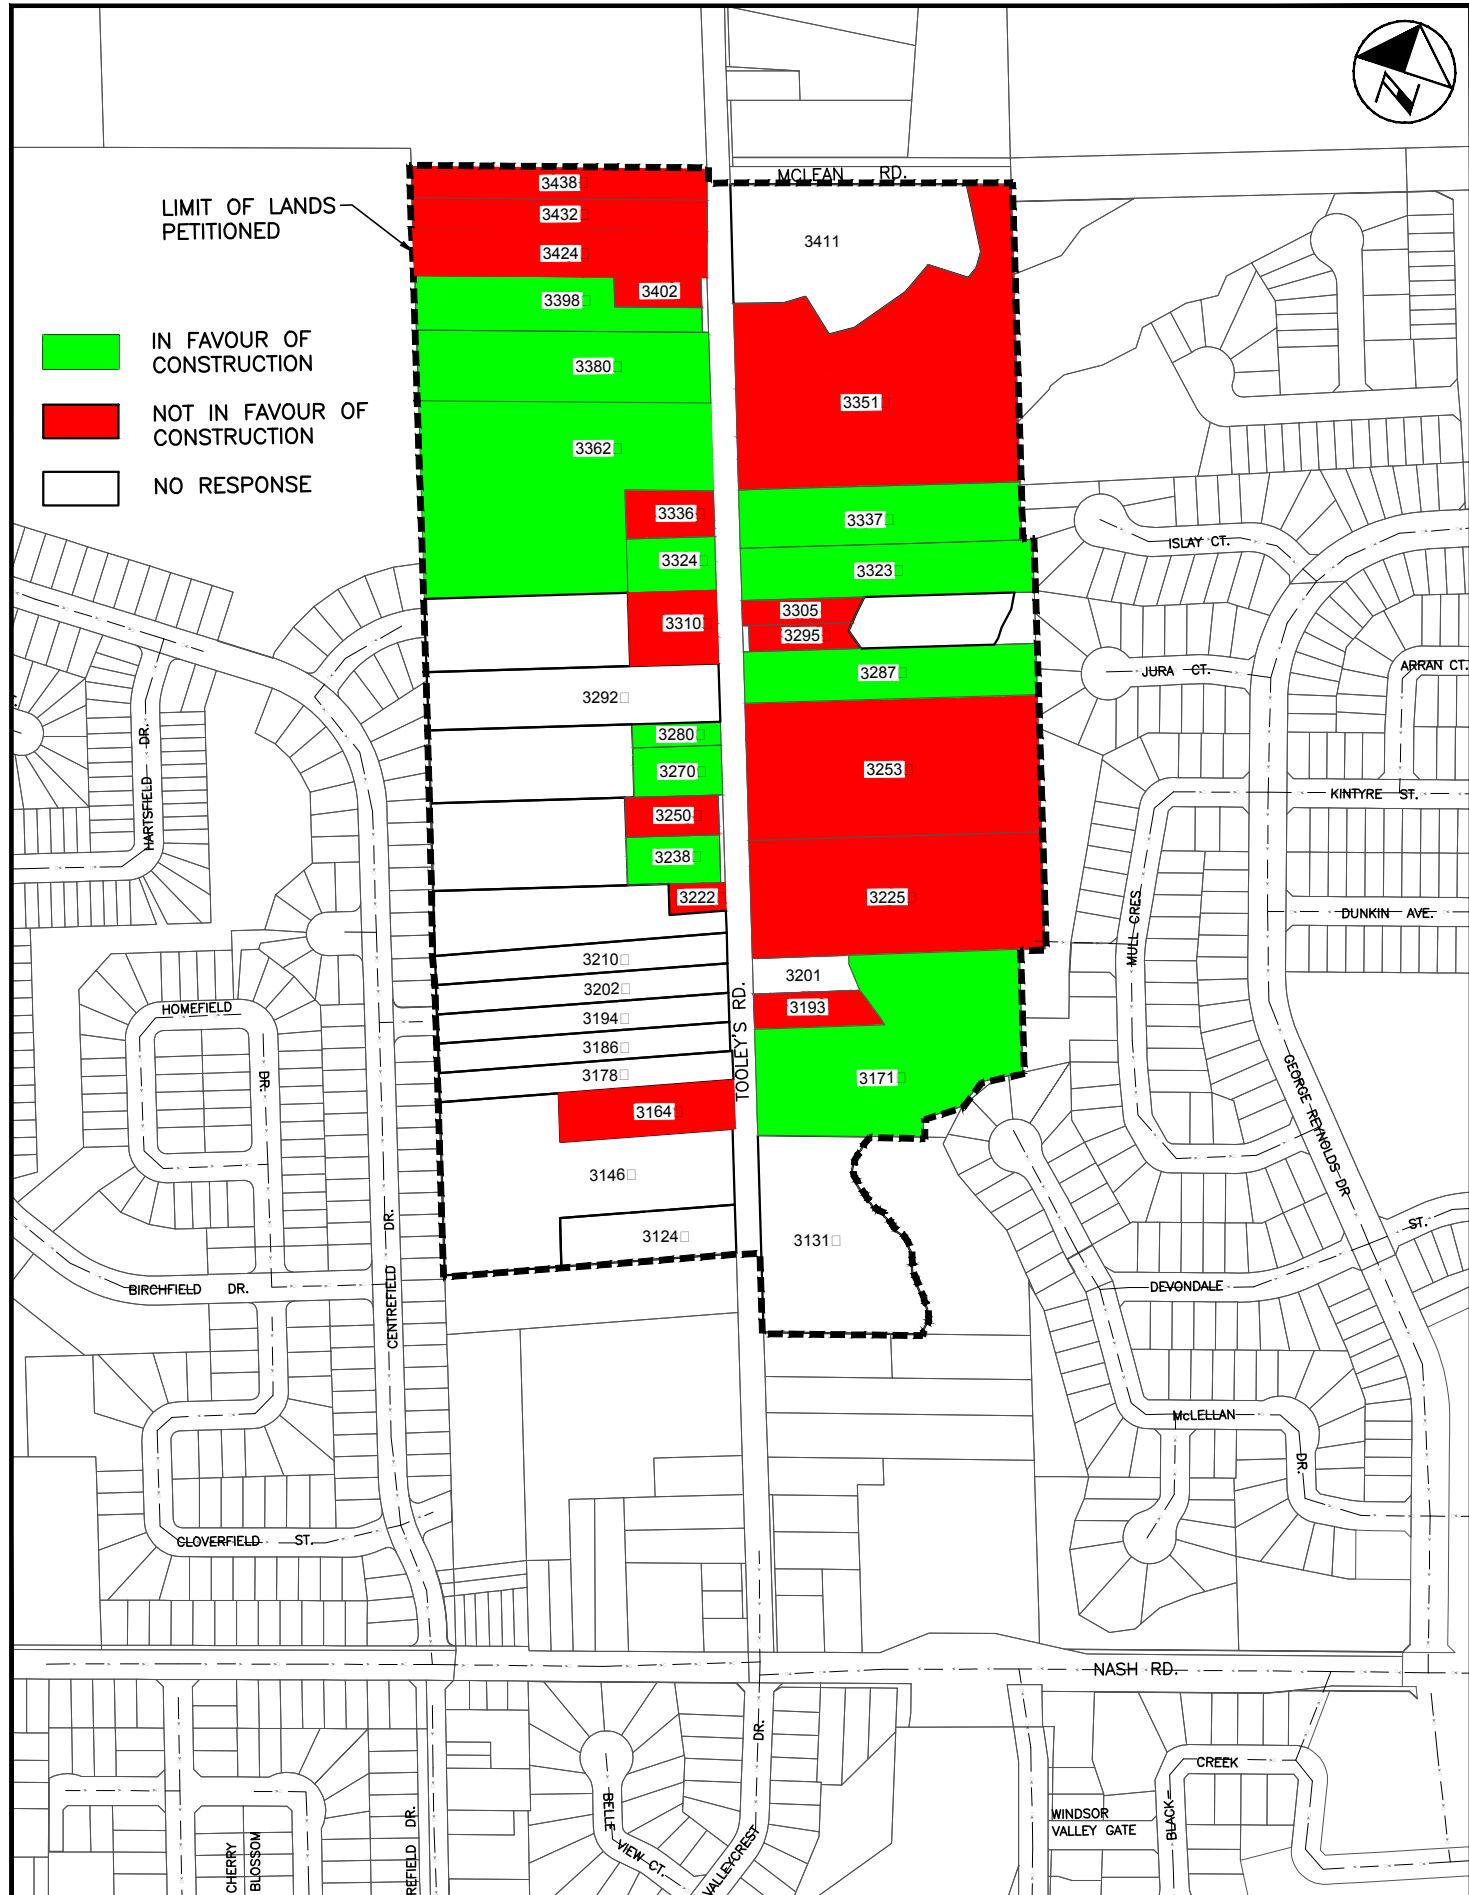 N
MCLEAN RD.
LIMIT OF LANDS
PETITIONED
IN FAVOUR OF
CONSTRUCTION
NOT IN FAVOUR OF
CONSTRUCTION
NO RESPONSE
3438
3432
3424
3402
3398
3380
3362
3336
3324
3310
3292
3280
3270
3250
3238
3222
3210
3202
3194
3186
3178
3164
3146
3124
3411
3351
3337
3323
3305
3295
3287
3253
3225
3201
3193
3171
3131
TOOLEY'S RD.
ISLAY CT.
JURA CT.
ARRAN CT.
KINTYRE ST.
DUNKIN AVE.
MULL CRES.
GEORGE REYNOLDS DR
DEVONDALE ST.
McLELLAN DR.
HARTSFIELD DR.
HOMEFIELD DR.
BIRCHFIELD DR.
CENTREFIELD DR.
CLOVERFIELD ST.
NASH RD.
CHERRY
BLOSSOM
REFIELD DR.
BELLE VIEW CT.
VALLEYCREST DR.
WINDSOR
VALLEY GATE
BLACK
CREEK